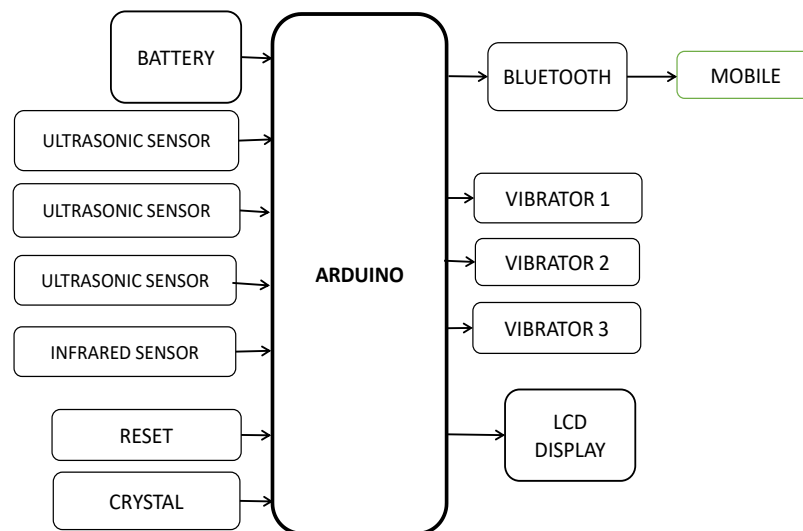 BATTERY
ULTRASONIC SENSOR
ULTRASONIC SENSOR
ULTRASONIC SENSOR
INFRARED SENSOR
RESET
CRYSTAL
ARDUINO
BLUETOOTH
MOBILE
VIBRATOR 1
VIBRATOR 2
VIBRATOR 3
LCD
DISPLAY